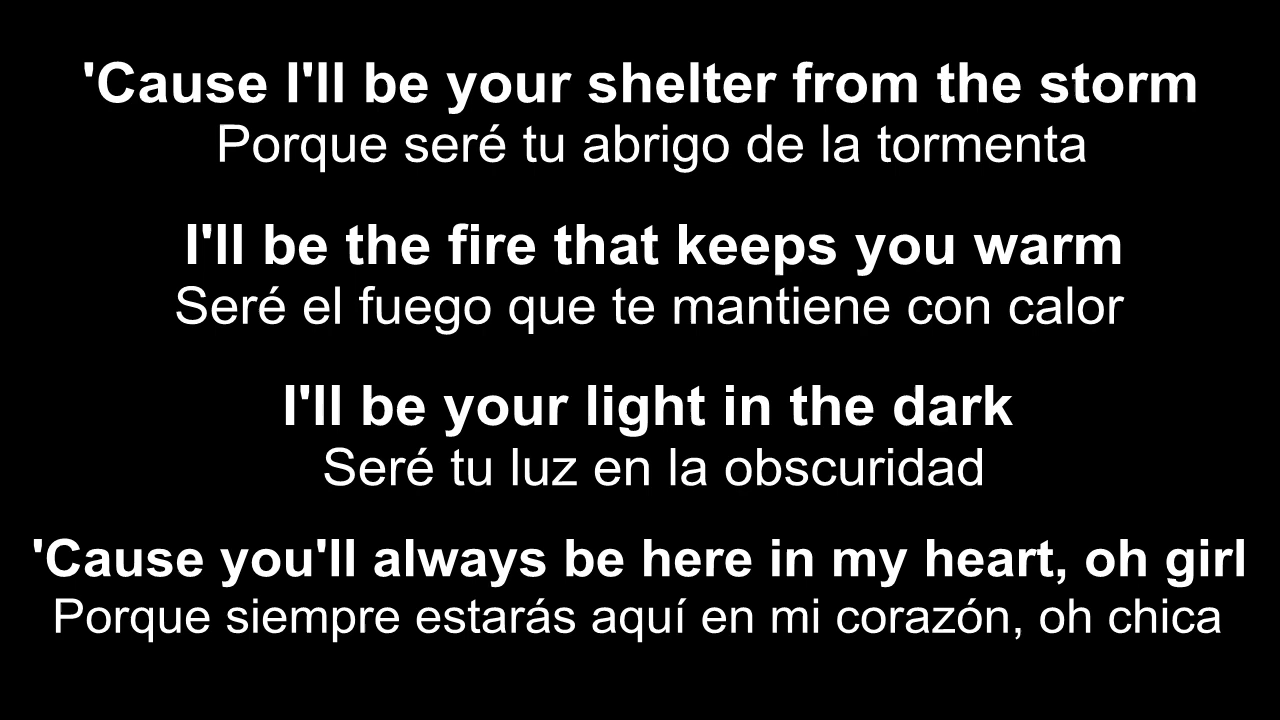 'Cause I'll be your shelter from the storm
Porque seré tu abrigo de la tormenta
I'll be the fire that keeps you warm
Seré el fuego que te mantiene con calor
I'll be your light in the dark
Seré tu luz en la obscuridad
'Cause you'll always be here in my heart, oh girl
Porque siempre estarás aquí en mi corazón, oh chica